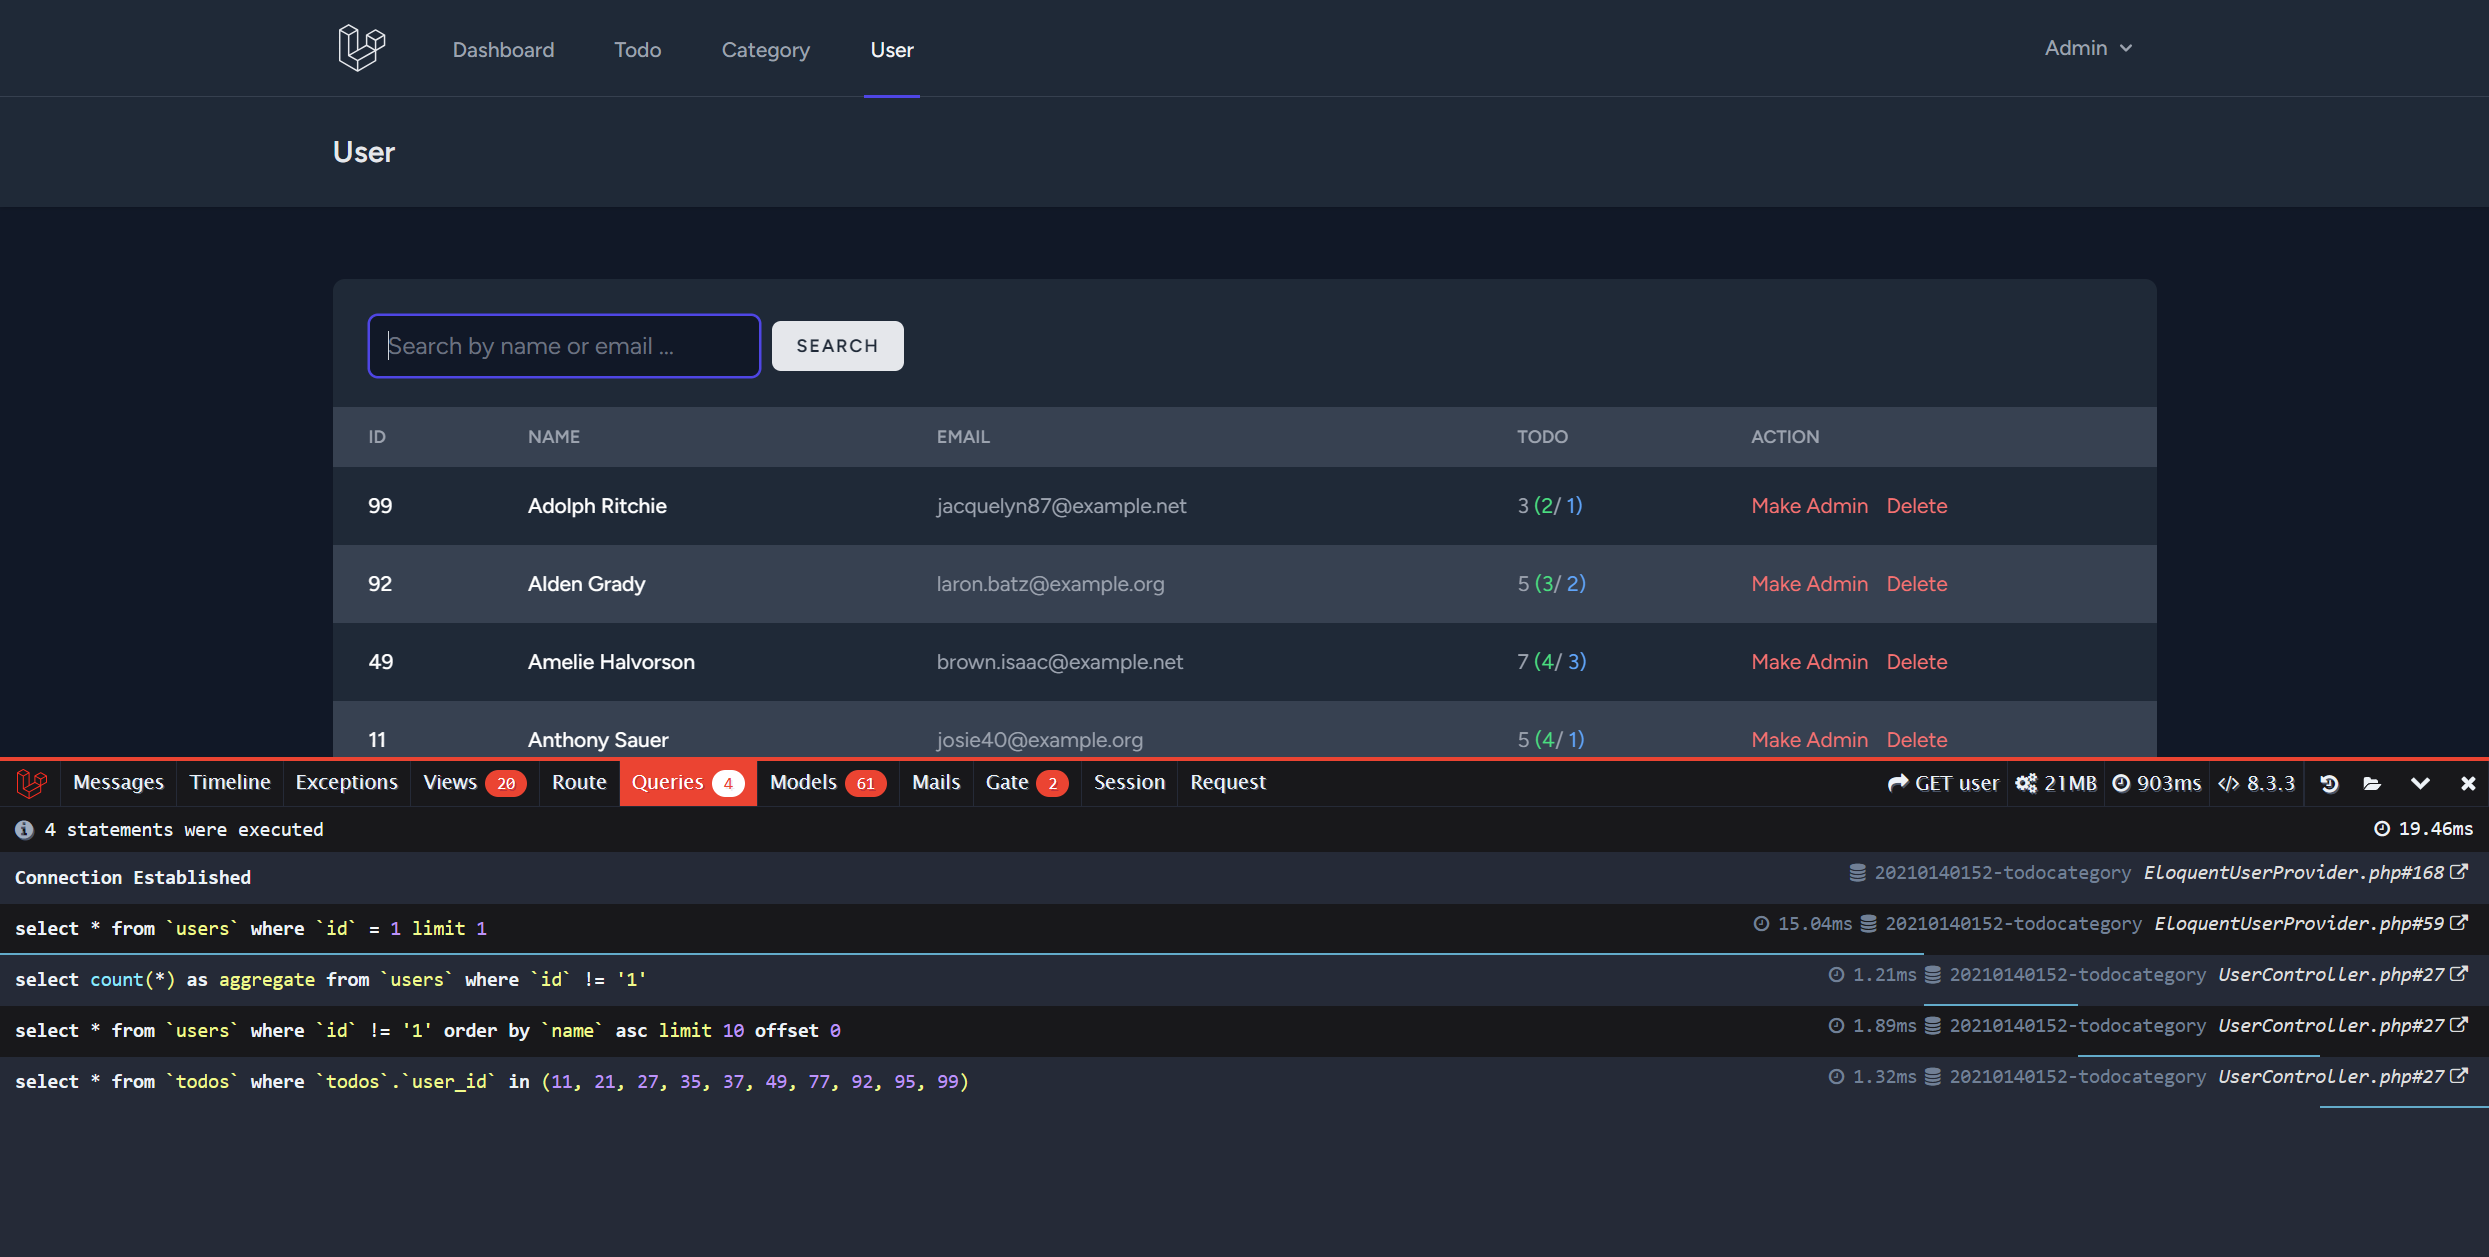 Dashboard Todo Category User Admin
User
Search by name or email ... SEARCH
ID NAME EMAIL TODO ACTION
99 Adolph Ritchie jacquelyn87@example.net 3 (2/ 1) Make Admin Delete
92 Alden Grady laron.batz@example.org 5 (3/ 2) Make Admin Delete
49 Amelie Halvorson brown.isaac@example.net 7 (4/ 3) Make Admin Delete
11 Anthony Sauer josie40@example.org 5 (4/ 1) Make Admin Delete
Messages Timeline Exceptions Views 20 Route Queries 4 Models 61 Mails Gate 2 Session Request GET user 21MB 903ms </> 8.3.3
4 statements were executed 19.46ms
Connection Established 20210140152-todocategory EloquentUserProvider.php#168
select * from `users` where `id` = 1 limit 1 15.04ms 20210140152-todocategory EloquentUserProvider.php#59
select count(*) as aggregate from `users` where `id` != '1' 1.21ms 20210140152-todocategory UserController.php#27
select * from `users` where `id` != '1' order by `name` asc limit 10 offset 0 1.89ms 20210140152-todocategory UserController.php#27
select * from `todos` where `todos`.`user_id` in (11, 21, 27, 35, 37, 49, 77, 92, 95, 99) 1.32ms 20210140152-todocategory UserController.php#27